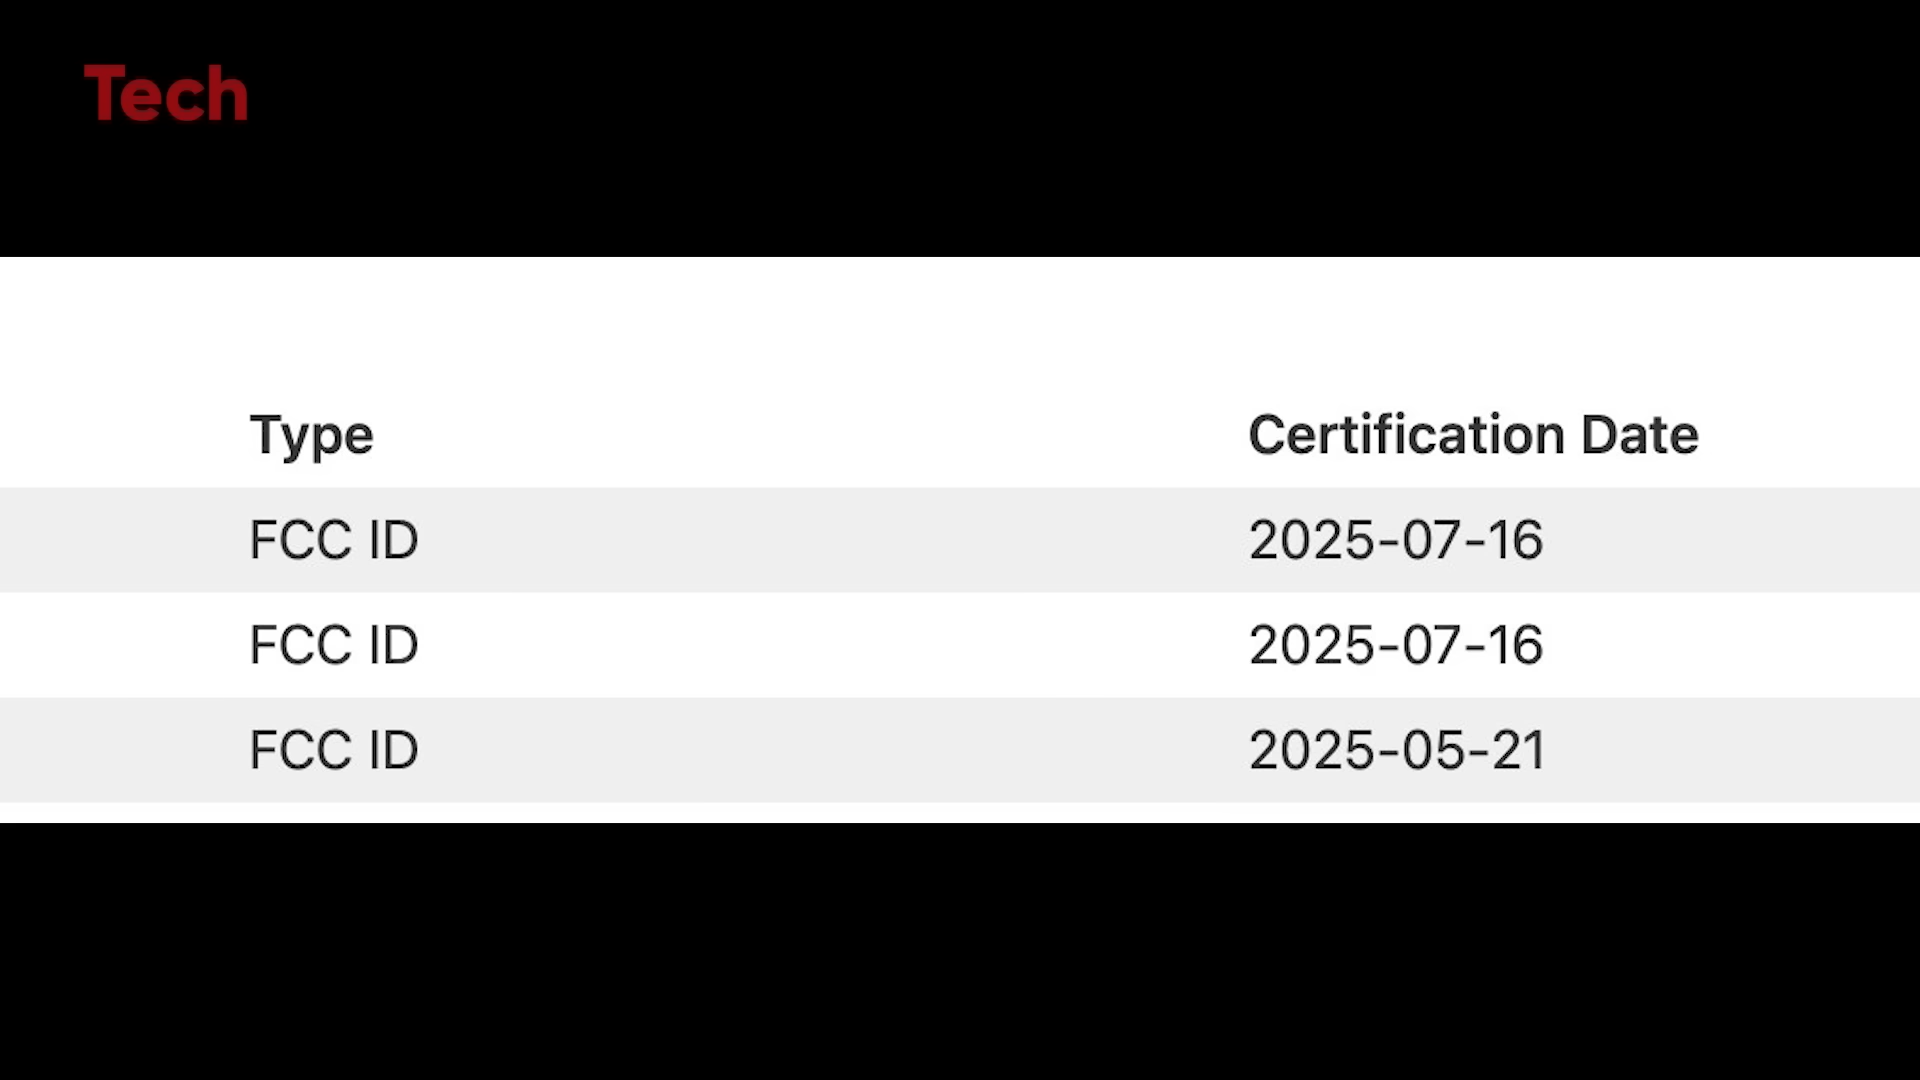 Tech
Type Certification Date
FCC ID 2025-07-16
FCC ID 2025-07-16
FCC ID 2025-05-21